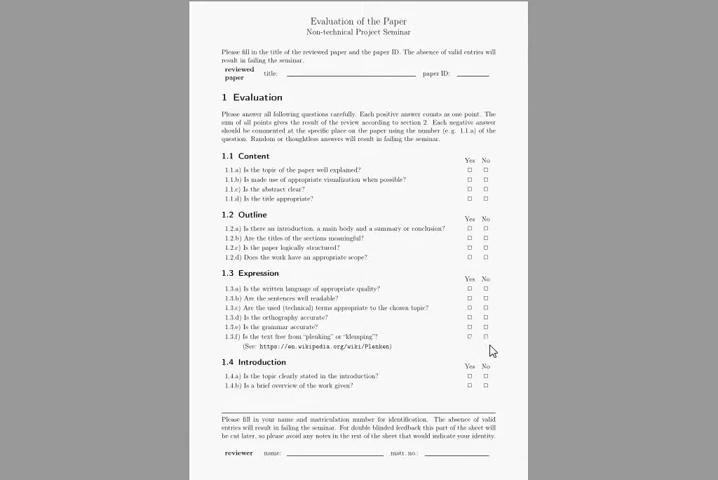 Evaluation of the Paper
Non-technical Project Seminar
Please fill in the title of the reviewed paper and the paper ID. The absence of valid entries will
result in failing the seminar.
reviewed paper title: paper ID:
1 Evaluation
Please answer all following questions carefully. Each positive answer counts as one point. The
sum of all points gives the result of the review according to section 2. Each negative answer
should be commented at the specific place on the paper using the number (e.g. 1.1.a) of the
question. Random or thoughtless answers will result in failing the seminar.
1.1 Content
Yes No
1.1.a) Is the topic of the paper well explained?
1.1.b) Is made use of appropriate visualization when possible?
1.1.c) Is the abstract clear?
1.1.d) Is the title appropriate?
1.2 Outline
Yes No
1.2.a) Is there an introduction, a main body and a summary or conclusion?
1.2.b) Are the titles of the sections meaningful?
1.2.c) Is the paper logically structured?
1.2.d) Does the work have an appropriate scope?
1.3 Expression
Yes No
1.3.a) Is the written language of appropriate quality?
1.3.b) Are the sentences well readable?
1.3.c) Are the used (technical) terms appropriate to the chosen topic?
1.3.d) Is the orthography accurate?
1.3.e) Is the grammar accurate?
1.3.f) Is the text free from "plenking" or "klemping"?
(See: https://en.wikipedia.org/wiki/Plenken)
1.4 Introduction
Yes No
1.4.a) Is the topic clearly stated in the introduction?
1.4.b) Is a brief overview of the work given?
Please fill in your name and matriculation number for identification. The absence of valid
entries will result in failing the seminar. For double blinded feedback this part of the sheet will
be cut later, so please avoid any notes in the rest of the sheet that would indicate your identity.
reviewer name: matr. no.: